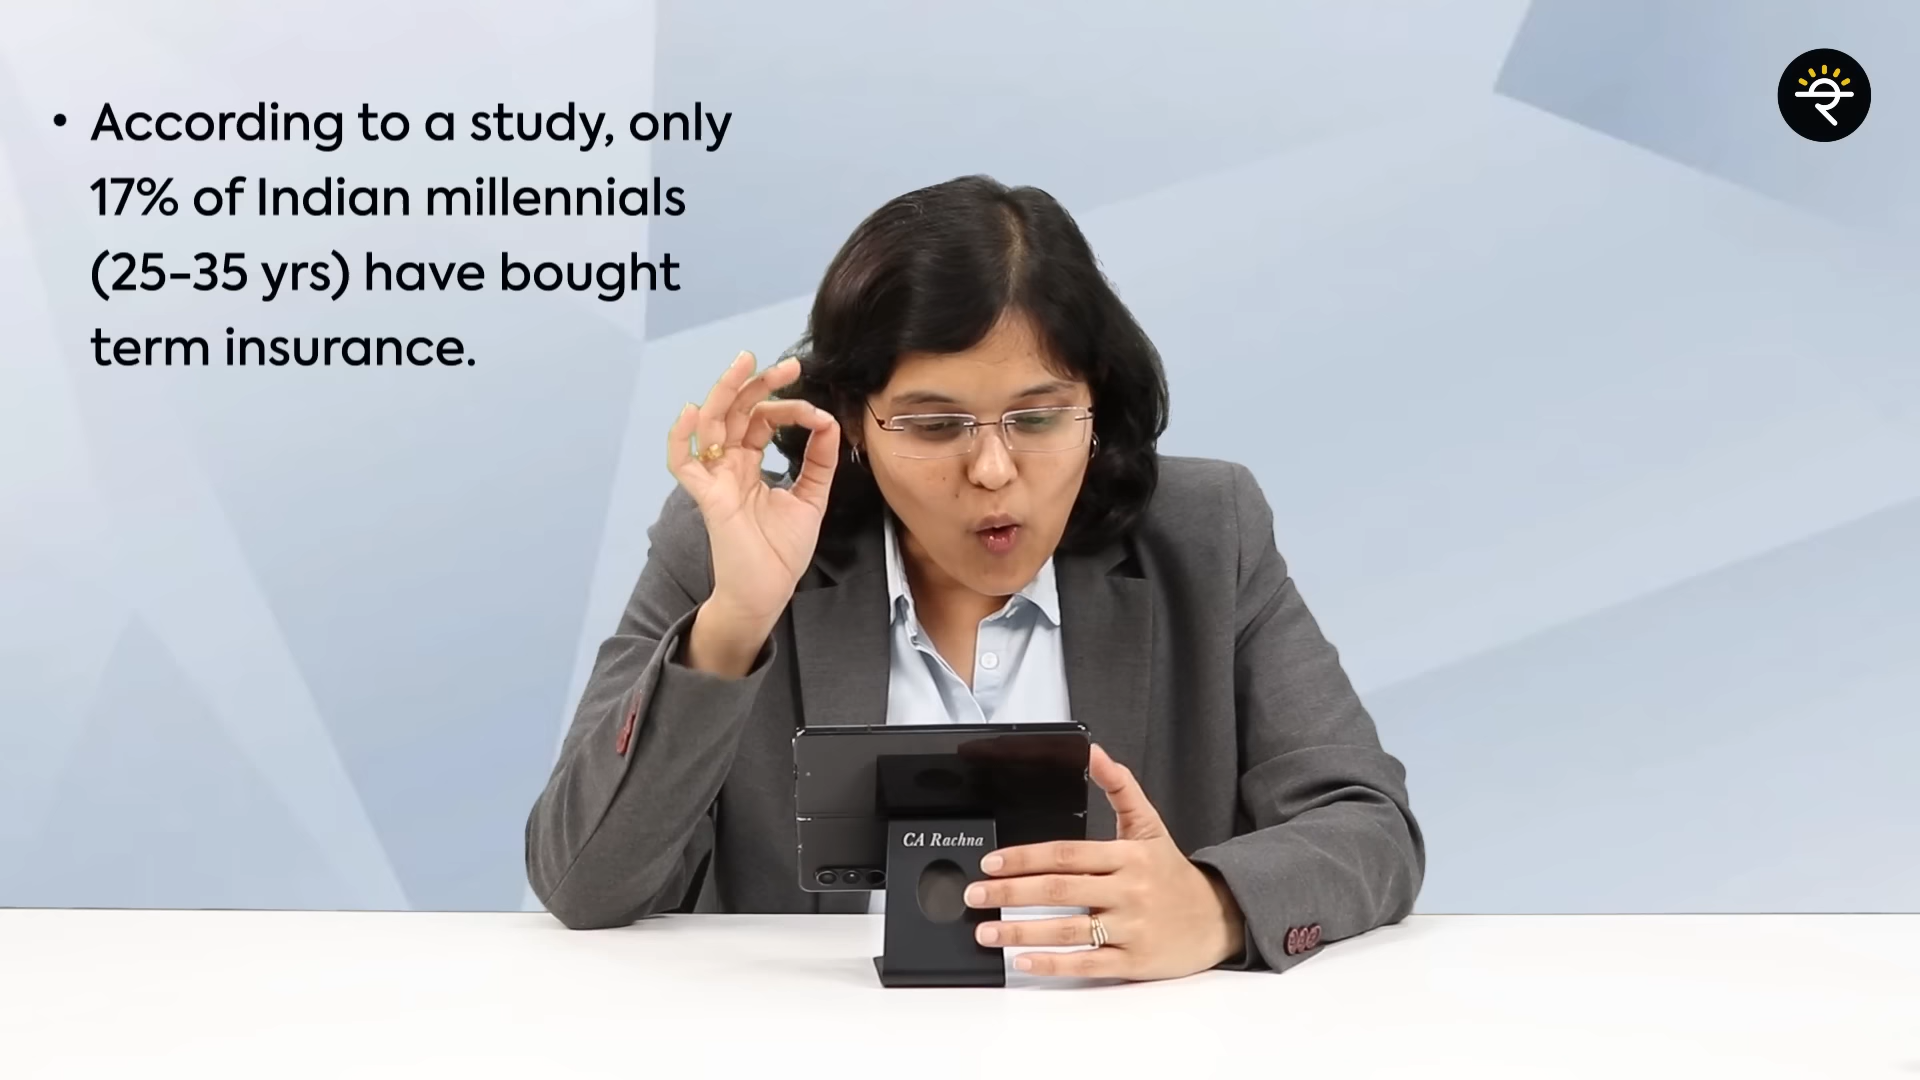 • According to a study, only
17% of Indian millennials
(25-35 yrs) have bought
term insurance.
CA Rachna